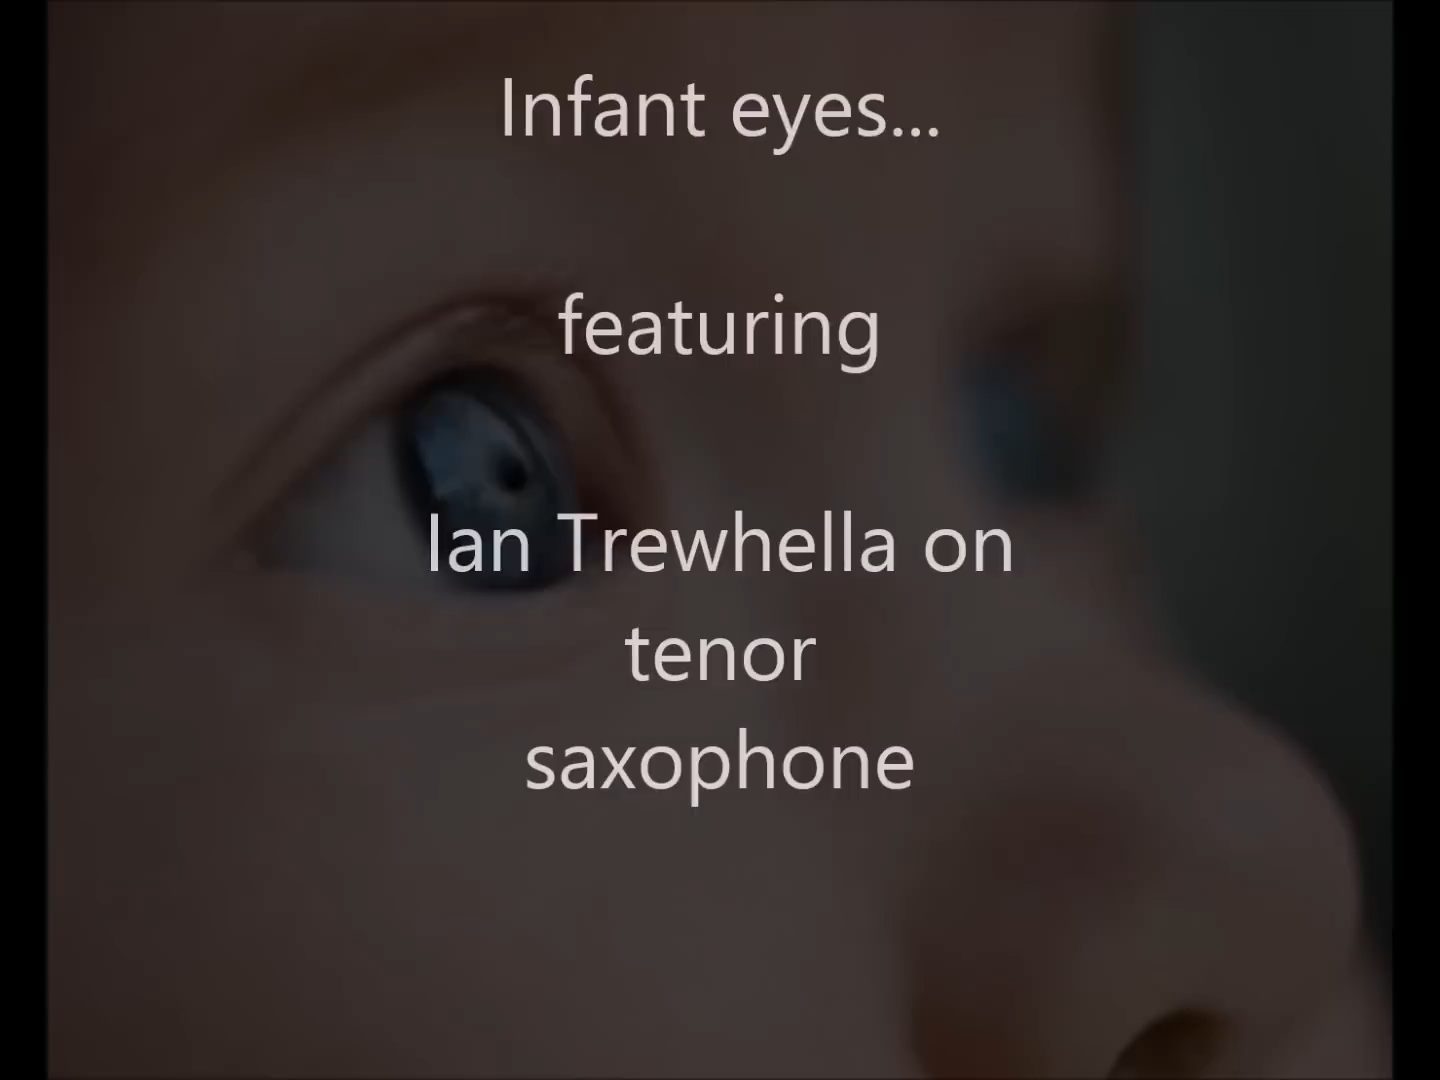 Infant eyes...
featuring
Ian Trewhella on
tenor
saxophone